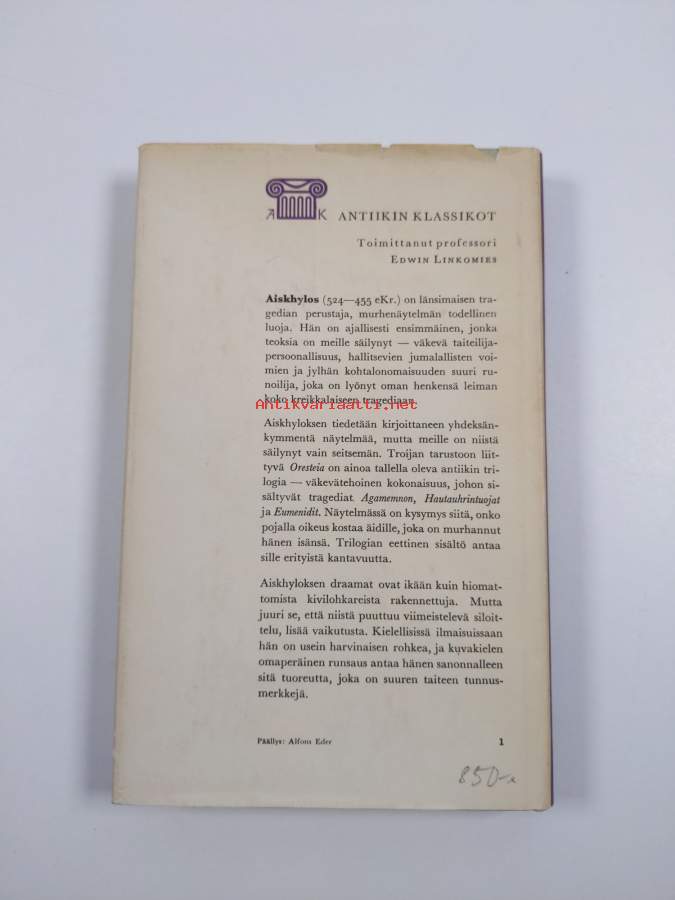 A K
ANTIIKIN KLASSIKOT
Toimittanut professori
EDWIN LINKOMIES
Aiskhylos (524—455 eKr.) on länsimaisen tra-
gedian perustaja, murhenäytelmän todellinen
luoja. Hän on ajallisesti ensimmäinen, jonka
teoksia on meille säilynyt — väkevä taiteilija-
persoonallisuus, hallitsevien jumalallisten voi-
mien ja jylhän kohtalonomaisuuden suuri ru-
noilija, joka on lyönyt oman henkensä leiman
koko kreikkalaiseen tragediaan.
Antikvariaatti.net
Aiskhyloksen tiedetään kirjoittaneen yhdeksän-
kymmentä näytelmää, mutta meille on niistä
säilynyt vain seitsemän. Troijan tarustoon liit-
tyvä Oresteia on ainoa tallella oleva antiikin tri-
logia — väkevätehoinen kokonaisuus, johon si-
sältyvät tragediat Agamemnon, Hautauhrintuojat
ja Eumenidit. Näytelmässä on kysymys siitä, onko
pojalla oikeus kostaa äidille, joka on murhannut
hänen isänsä. Trilogian eettinen sisältö antaa
sille erityistä kantavuutta.
Aiskhyloksen draamat ovat ikään kuin hiomat-
tomista kivilohkareista rakennettuja. Mutta
juuri se, että niistä puuttuu viimeistelevä siloit-
telu, lisää vaikutusta. Kielellisissä ilmaisuissaan
hän on usein harvinaisen rohkea, ja kuvakielen
omaperäinen runsaus antaa hänen sanonnalleen
sitä tuoreutta, joka on suuren taiteen tunnus-
merkkejä.
Päällys: Alfons Eder 1
850:-